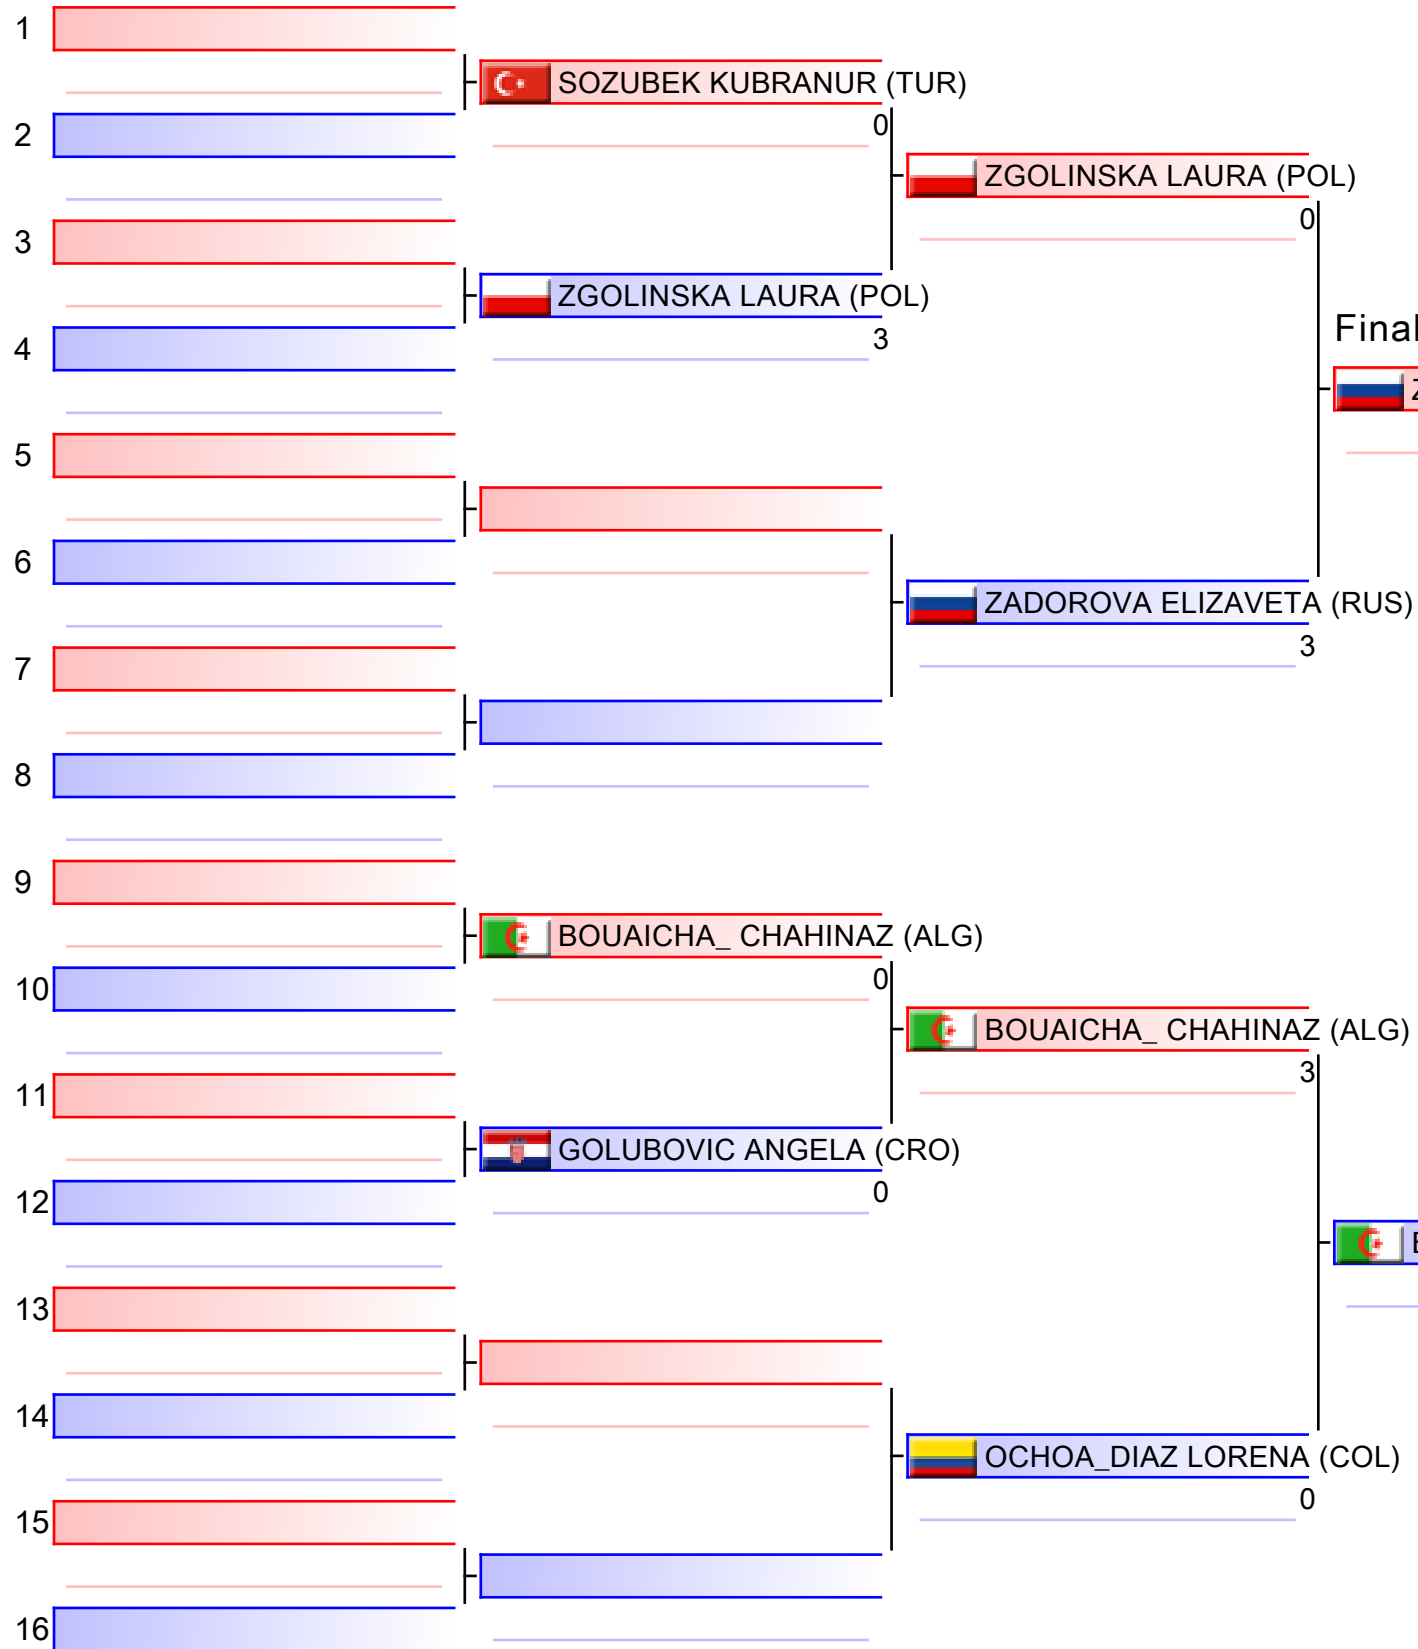 1
SOZUBEK KUBRANUR (TUR)
2
0
ZGOLINSKA LAURA (POL)
0
3
ZGOLINSKA LAURA (POL)
3
4
Final
5
6
ZADOROVA ELIZAVETA (RUS)
3
7
8
9
BOUAICHA_ CHAHINAZ (ALG)
0
10
BOUAICHA_ CHAHINAZ (ALG)
3
11
GOLUBOVIC ANGELA (CRO)
0
12
13
14
OCHOA_DIAZ LORENA (COL)
0
15
16